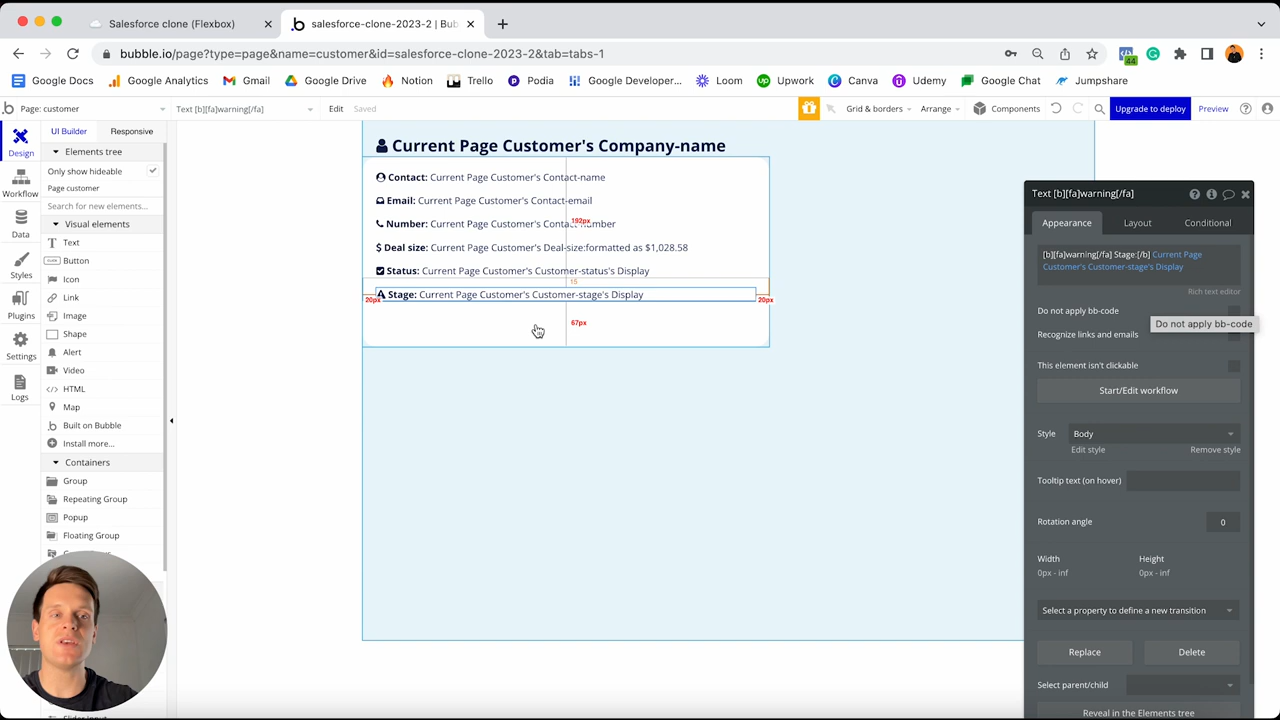 Salesforce clone (Flexbox)
salesforce-clone-2023-2 | Bub
bubble.io/page?type=page&name=customer&id=salesforce-clone-2023-2&tab=tabs-1
44
Google Docs
Google Analytics
Gmail
Google Drive
Notion
Trello
Podia
Google Developer...
Loom
Upwork
Canva
Udemy
Google Chat
Jumpshare
Page: customer
Text [b][fa]warning[/fa]
Edit
Saved
Grid & borders
Arrange
Components
Upgrade to deploy
Preview
Design
Workflow
Data
Styles
Plugins
Settings
Logs
UI Builder
Responsive
Elements tree
Only show hideable
Page customer
Search for new elements...
Visual elements
Text
Button
Icon
Link
Image
Shape
Alert
Video
HTML
Map
Built on Bubble
Install more...
Containers
Group
Repeating Group
Popup
Floating Group
Current Page Customer's Company-name
Contact: Current Page Customer's Contact-name
Email: Current Page Customer's Contact-email
Number: Current Page Customer's Contact-number
192px
Deal size: Current Page Customer's Deal-size:formatted as $1,028.58
Status: Current Page Customer's Customer-status's Display
15
Stage: Current Page Customer's Customer-stage's Display
20px
20px
67px
Text [b][fa]warning[/fa]
Appearance
Layout
Conditional
[b][fa]warning[/fa] Stage:[/b] Current Page
Customer's Customer-stage's Display
Rich text editor
Do not apply bb-code
Do not apply bb-code
Recognize links and emails
This element isn't clickable
Start/Edit workflow
Style
Body
Edit style
Remove style
Tooltip text (on hover)
Rotation angle
0
Width
Height
0px - inf
0px - inf
Select a property to define a new transition
Replace
Delete
Select parent/child
Reveal in the Elements tree